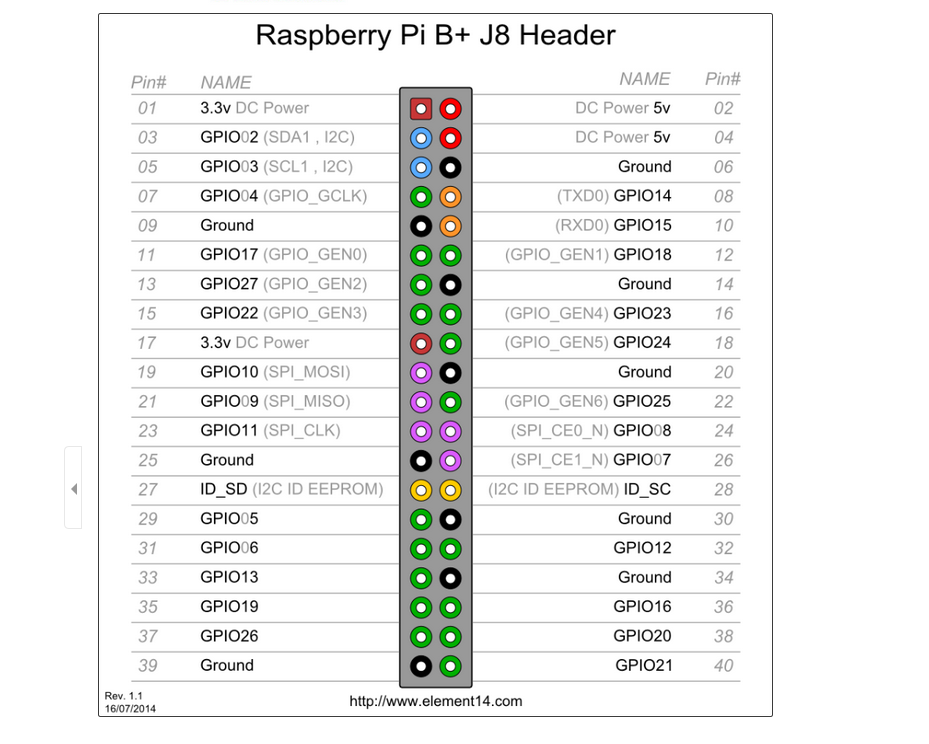 Raspberry Pi B+ J8 Header
Pin# NAME NAME Pin#
01 3.3v DC Power DC Power 5v 02
03 GPIO02 (SDA1 , I2C) DC Power 5v 04
05 GPIO03 (SCL1 , I2C) Ground 06
07 GPIO04 (GPIO_GCLK) (TXD0) GPIO14 08
09 Ground (RXD0) GPIO15 10
11 GPIO17 (GPIO_GEN0) (GPIO_GEN1) GPIO18 12
13 GPIO27 (GPIO_GEN2) Ground 14
15 GPIO22 (GPIO_GEN3) (GPIO_GEN4) GPIO23 16
17 3.3v DC Power (GPIO_GEN5) GPIO24 18
19 GPIO10 (SPI_MOSI) Ground 20
21 GPIO09 (SPI_MISO) (GPIO_GEN6) GPIO25 22
23 GPIO11 (SPI_CLK) (SPI_CE0_N) GPIO08 24
25 Ground (SPI_CE1_N) GPIO07 26
27 ID_SD (I2C ID EEPROM) (I2C ID EEPROM) ID_SC 28
29 GPIO05 Ground 30
31 GPIO06 GPIO12 32
33 GPIO13 Ground 34
35 GPIO19 GPIO16 36
37 GPIO26 GPIO20 38
39 Ground GPIO21 40
Rev. 1.1
16/07/2014
http://www.element14.com